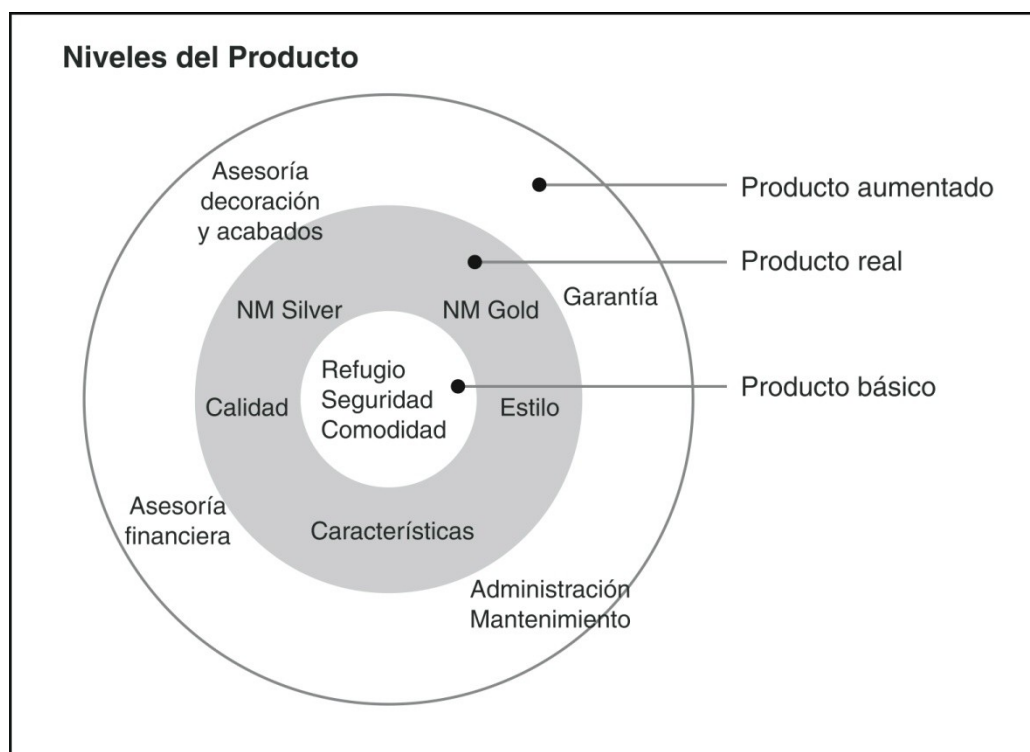 Niveles del Producto
Asesoría
decoración
y acabados
Producto aumentado
Producto real
Garantía
NM Silver
NM Gold
Refugio
Seguridad
Comodidad
Producto básico
Calidad
Estilo
Asesoría
financiera
Características
Administración
Mantenimiento